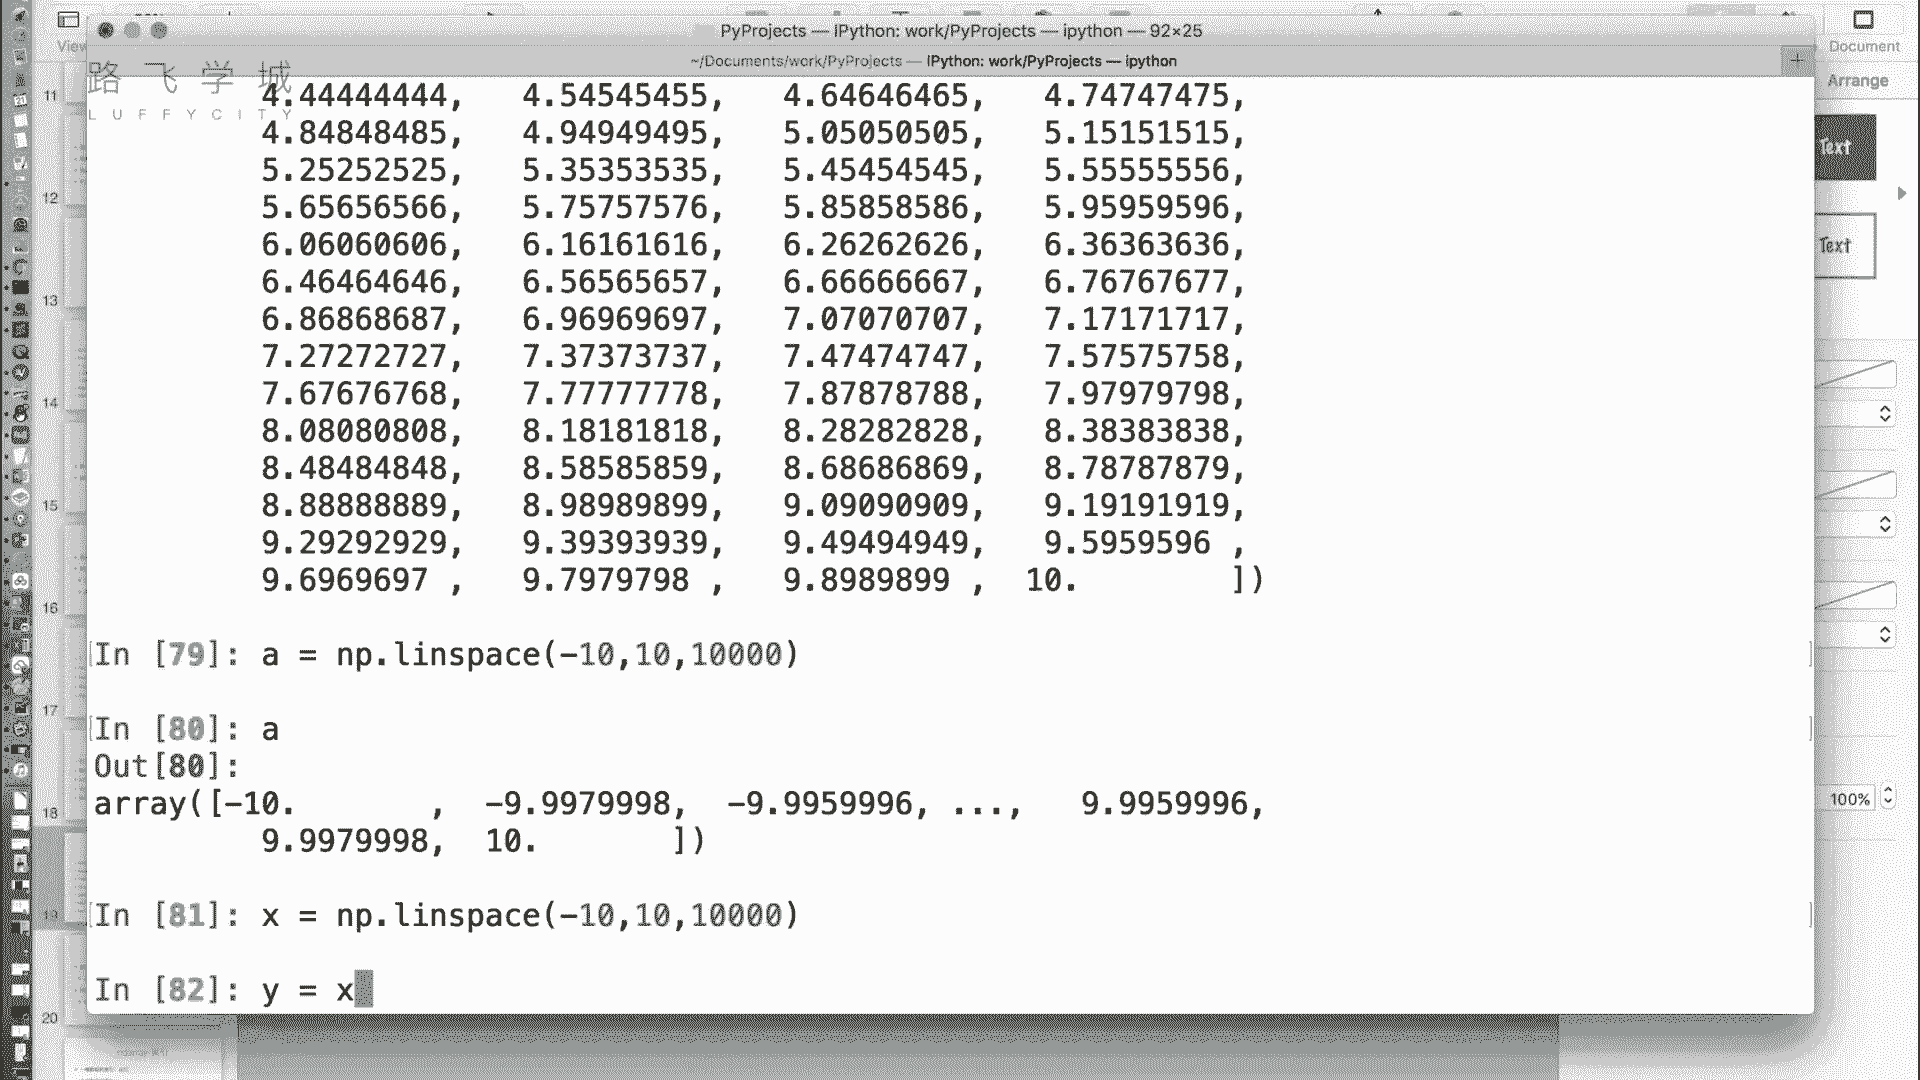 PyProjects — IPython: work/PyProjects — ipython — 92×25
~/Documents/work/PyProjects — IPython: work/PyProjects — ipython
View
Document
Arrange
路飞学城
LUFFYCITY
4.44444444, 4.54545455, 4.64646465, 4.74747475,
4.84848485, 4.94949495, 5.05050505, 5.15151515,
5.25252525, 5.35353535, 5.45454545, 5.55555556,
5.65656566, 5.75757576, 5.85858586, 5.95959596,
6.06060606, 6.16161616, 6.26262626, 6.36363636,
6.46464646, 6.56565657, 6.66666667, 6.76767677,
6.86868687, 6.96969697, 7.07070707, 7.17171717,
7.27272727, 7.37373737, 7.47474747, 7.57575758,
7.67676768, 7.77777778, 7.87878788, 7.97979798,
8.08080808, 8.18181818, 8.28282828, 8.38383838,
8.48484848, 8.58585859, 8.68686869, 8.78787879,
8.88888889, 8.98989899, 9.09090909, 9.19191919,
9.29292929, 9.39393939, 9.49494949, 9.5959596 ,
9.6969697 , 9.7979798 , 9.8989899 , 10. ])
In [79]: a = np.linspace(-10,10,10000)
In [80]: a
Out[80]:
array([-10. , -9.9979998, -9.9959996, ..., 9.9959996,
9.9979998, 10. ])
In [81]: x = np.linspace(-10,10,10000)
In [82]: y = x
11
12
13
14
15
16
17
18
19
20
Text
Text
100%